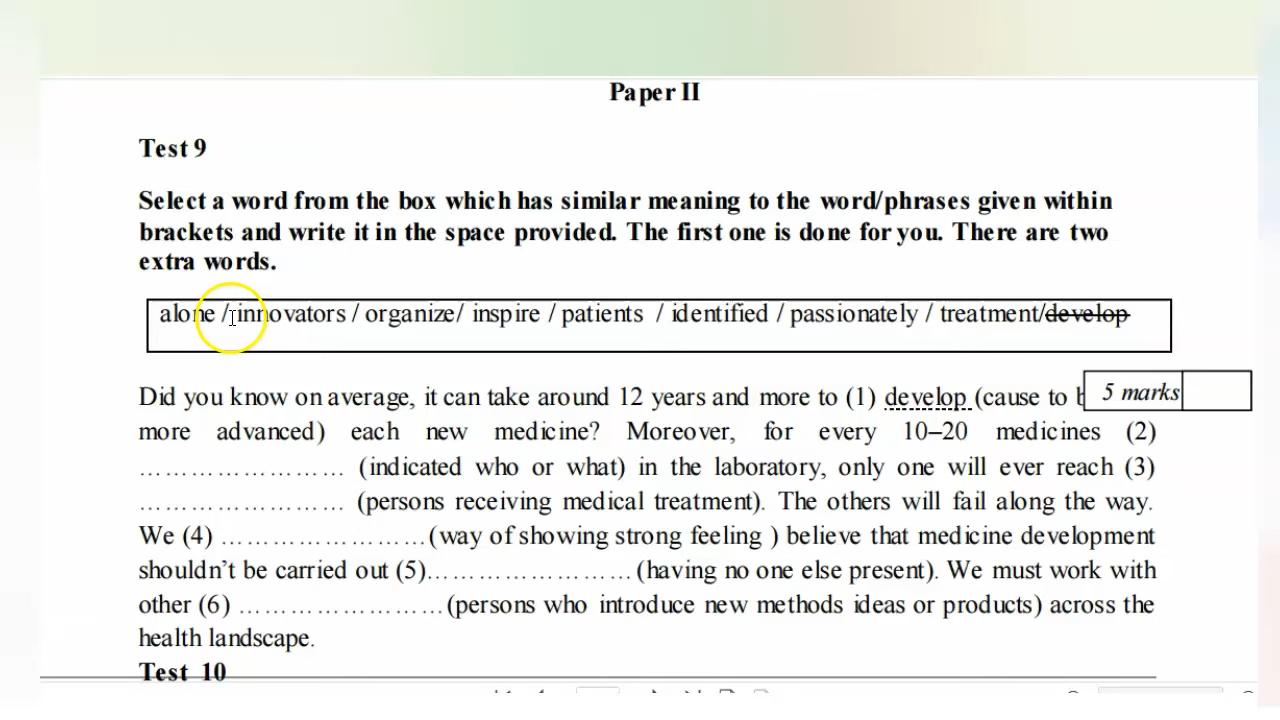 Paper II
Test 9
Select a word from the box which has similar meaning to the word/phrases given within
brackets and write it in the space provided. The first one is done for you. There are two
extra words.
alone / innovators / organize/ inspire / patients / identified / passionately / treatment/develop
Did you know on average, it can take around 12 years and more to (1) develop (cause to
5 marks
more advanced) each new medicine? Moreover, for every 10–20 medicines (2)
........................ (indicated who or what) in the laboratory, only one will ever reach (3)
........................ (persons receiving medical treatment). The others will fail along the way.
We (4) ........................(way of showing strong feeling ) believe that medicine development
shouldn't be carried out (5)........................ (having no one else present). We must work with
other (6) ........................(persons who introduce new methods ideas or products) across the
health landscape.
Test 10